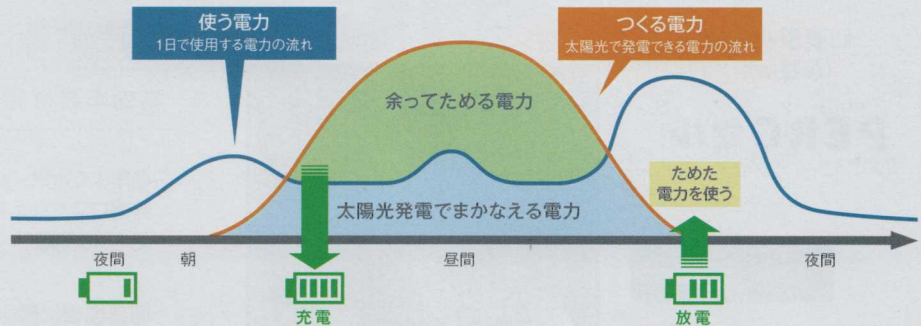 使う電力
1日で使用する電力の流れ
つくる電力
太陽光で発電できる電力の流れ
余ってためる電力
太陽光発電でまかなえる電力
ためた
電力を使う
夜間
朝
昼間
夜間
充電
放電